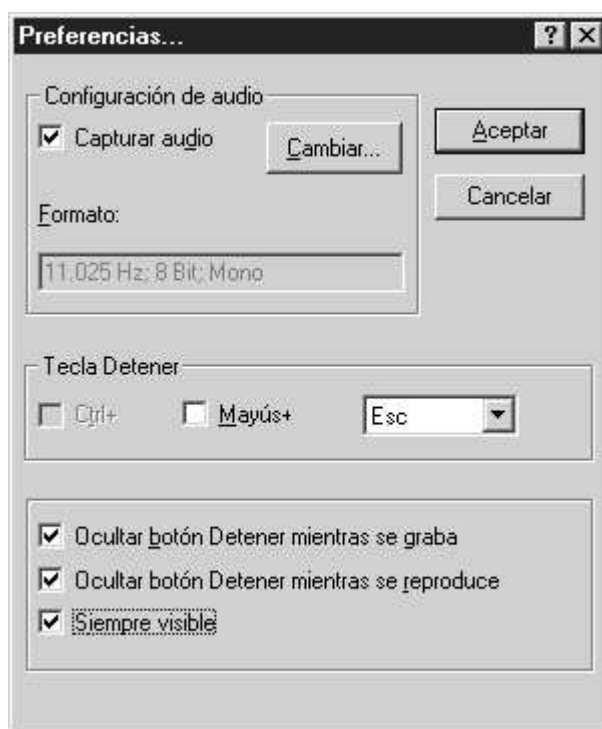 Preferencias...
Configuración de audio
Capturar audio
Cambiar...
Aceptar
Cancelar
Formato:
11,025 Hz; 8 Bit; Mono
Tecla Detener
Ctrl+
Mayús+
Esc
Ocultar botón Detener mientras se graba
Ocultar botón Detener mientras se reproduce
Siempre visible